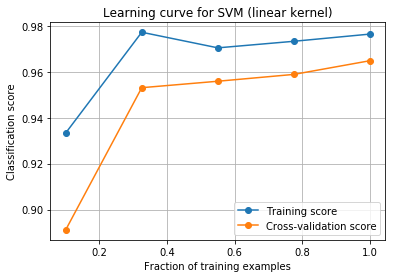 Learning curve for SVM (linear kernel)
0.98
0.96
0.94
0.92
0.90
Classification score
Training score
Cross-validation score
0.2
0.4
0.6
0.8
1.0
Fraction of training examples